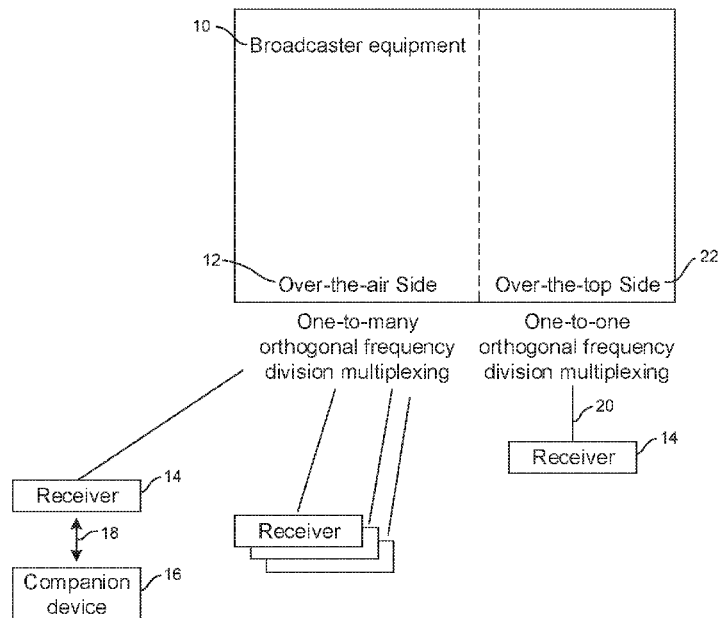 10
Broadcaster equipment
12
Over-the-air Side
Over-the-top Side
22
One-to-many
orthogonal frequency
division multiplexing
One-to-one
orthogonal frequency
division multiplexing
20
Receiver
14
Receiver
14
18
Receiver
Companion
device
16